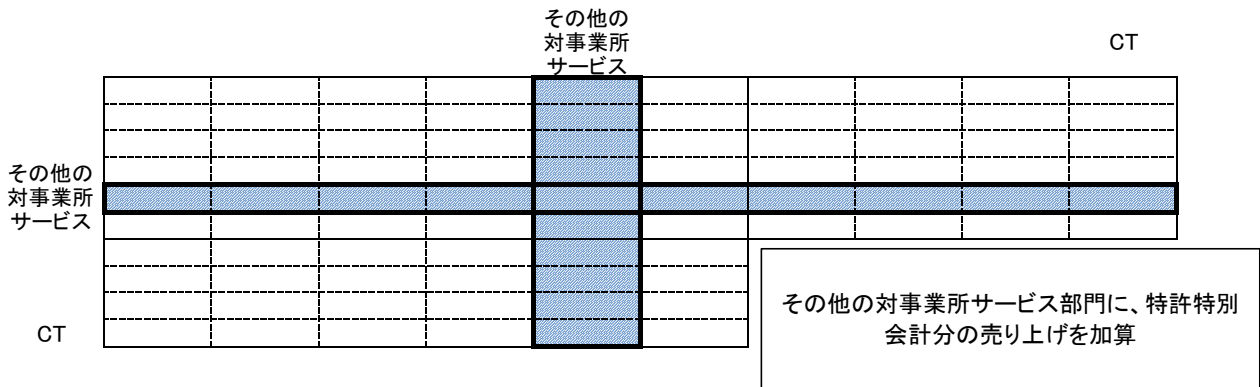 その他の
対事業所
サービス
CT
その他の
対事業所
サービス
CT
その他の対事業所サービス部門に、特許特別
会計分の売り上げを加算